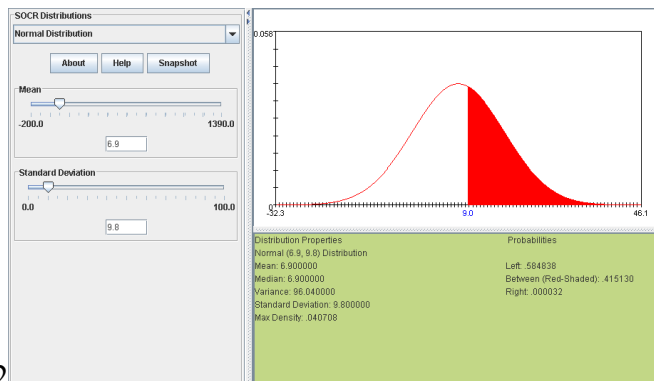 SOCR Distributions
Normal Distribution
About Help Snapshot
Mean
-200.0 1390.0
6.9
Standard Deviation
0.0 100.0
9.8
0.058
0
-32.3 9.0 46.1
Distribution Properties
Normal (6.9, 9.8) Distribution
Mean: 6.900000
Median: 6.900000
Variance: 96.040000
Standard Deviation: 9.800000
Max Density: .040708
Probabilities
Left: .584838
Between (Red-Shaded): .415130
Right: .000032